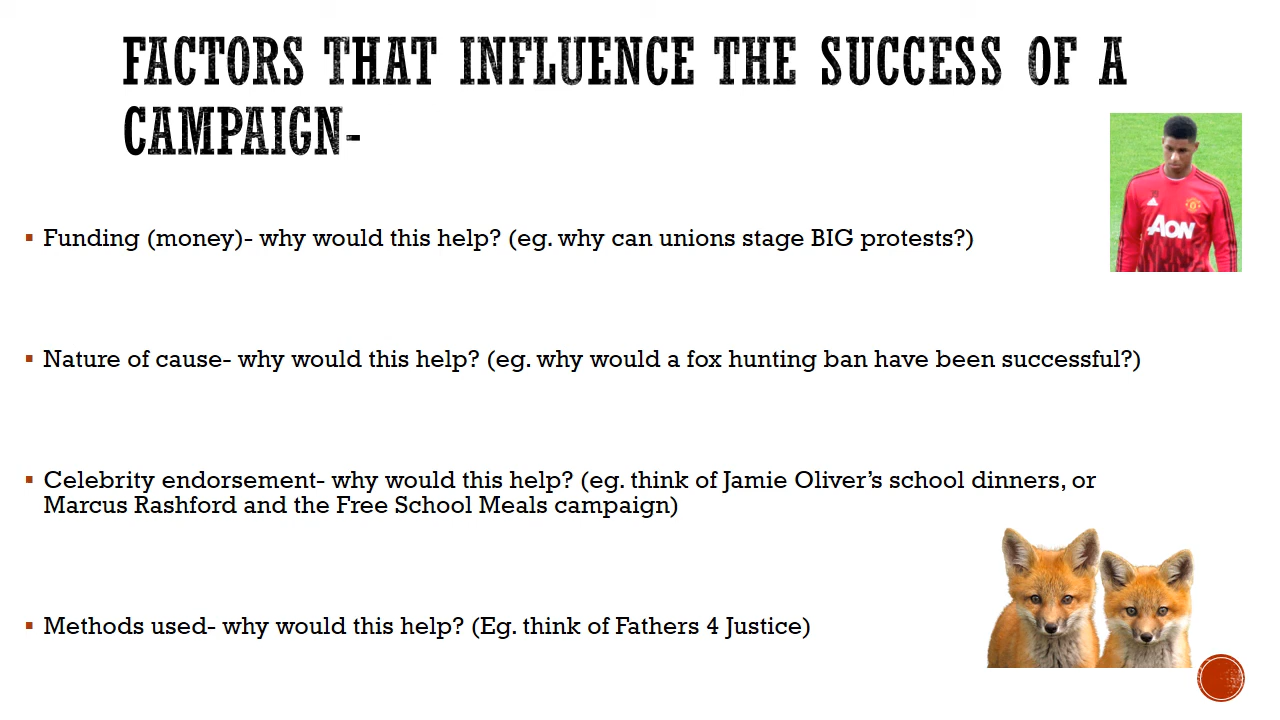 FACTORS THAT INFLUENCE THE SUCCESS OF A
CAMPAIGN-
▪ Funding (money)- why would this help? (eg. why can unions stage BIG protests?)
▪ Nature of cause- why would this help? (eg. why would a fox hunting ban have been successful?)
▪ Celebrity endorsement- why would this help? (eg. think of Jamie Oliver’s school dinners, or
Marcus Rashford and the Free School Meals campaign)
▪ Methods used- why would this help? (Eg. think of Fathers 4 Justice)
AON